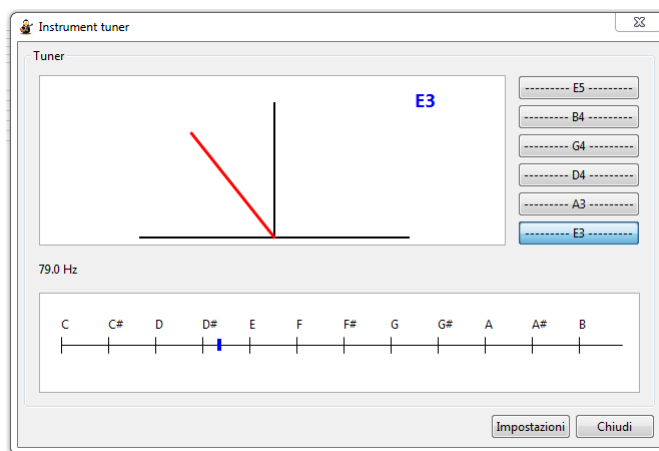 Instrument tuner
Tuner
E3
--------- E5 ---------
--------- B4 ---------
--------- G4 ---------
--------- D4 ---------
--------- A3 ---------
--------- E3 ---------
79.0 Hz
C C# D D# E F F# G G# A A# B
Impostazioni Chiudi